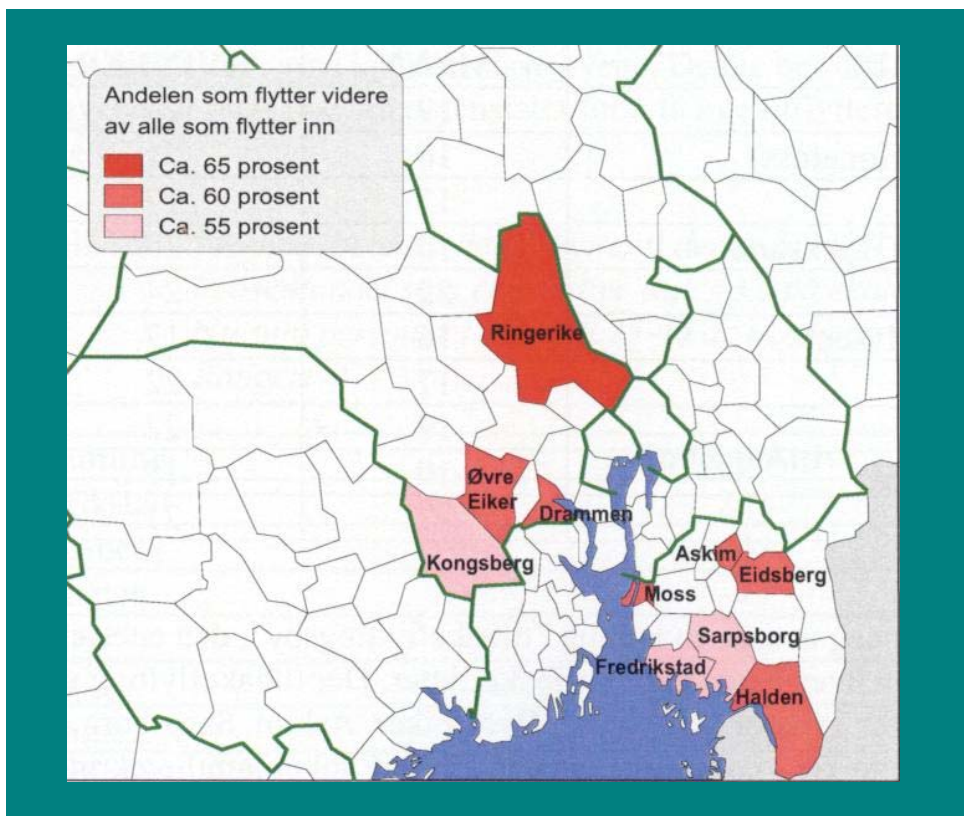 Andelen som flytter videre
av alle som flytter inn
Ca. 65 prosent
Ca. 60 prosent
Ca. 55 prosent
Ringerike
Øvre
Eiker
Drammen
Kongsberg
Askim
Eidsberg
Moss
Sarpsborg
Fredrikstad
Halden